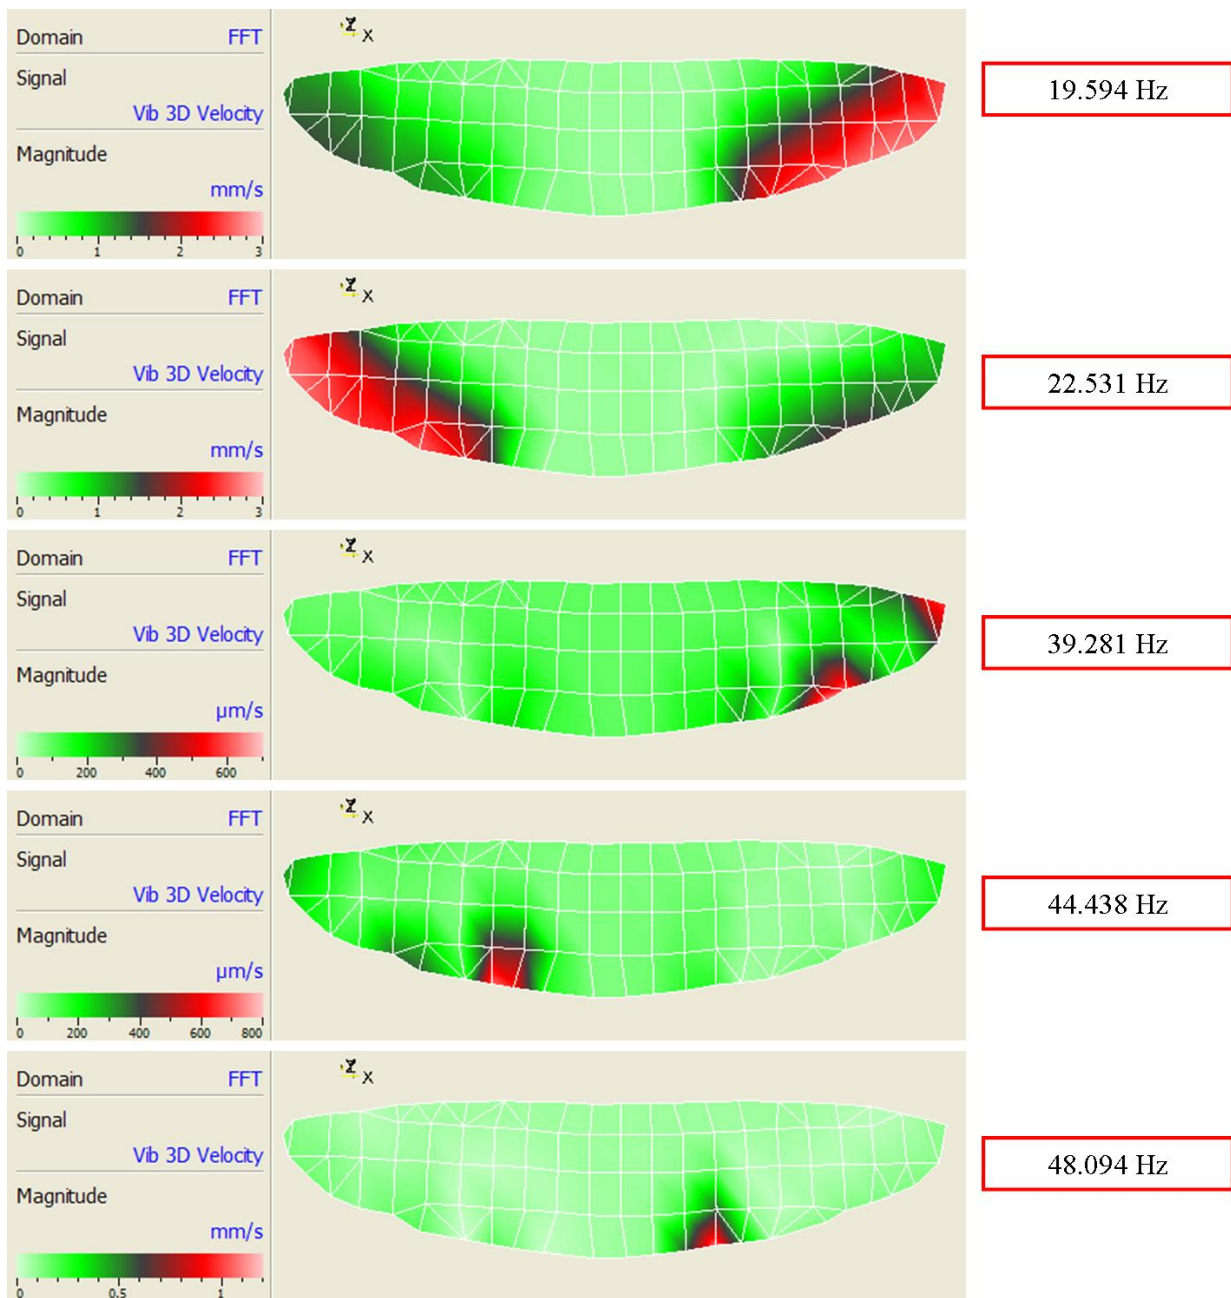 Domain FFT
Signal
Vib 3D Velocity
Magnitude
mm/s
0 1 2 3
Z
X
19.594 Hz
Domain FFT
Signal
Vib 3D Velocity
Magnitude
mm/s
0 1 2 3
Z
X
22.531 Hz
Domain FFT
Signal
Vib 3D Velocity
Magnitude
µm/s
0 200 400 600
Z
X
39.281 Hz
Domain FFT
Signal
Vib 3D Velocity
Magnitude
µm/s
0 200 400 600 800
Z
X
44.438 Hz
Domain FFT
Signal
Vib 3D Velocity
Magnitude
mm/s
0 0.5 1
Z
X
48.094 Hz